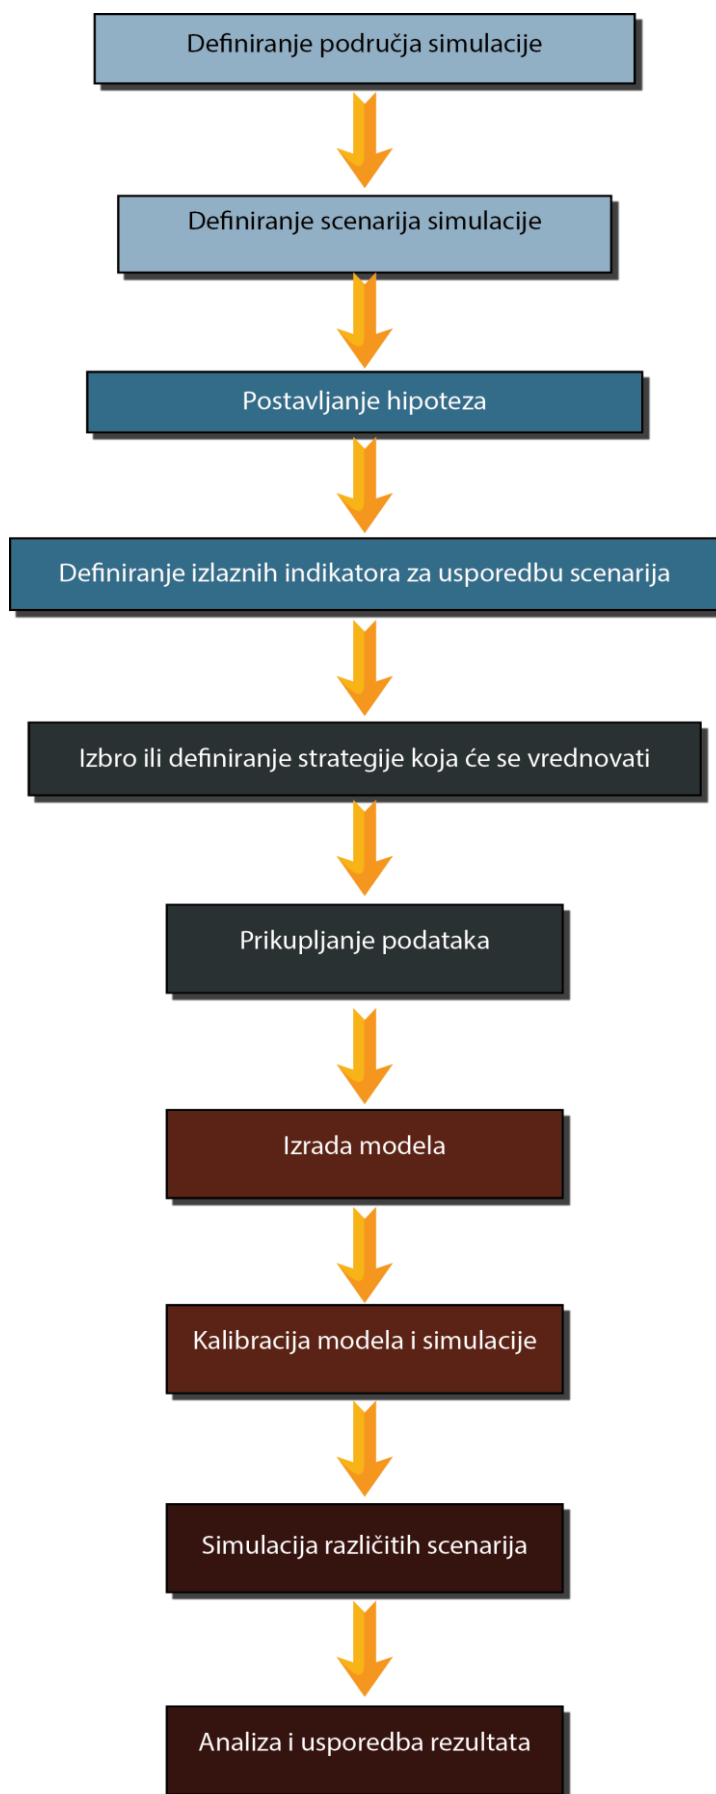 Definiranje područja simulacije
Definiranje scenarija simulacije
Postavljanje hipoteza
Definiranje izlaznih indikatora za usporedbu scenarija
Izbro ili definiranje strategije koja će se vrednovati
Prikupljanje podataka
Izrada modela
Kalibracija modela i simulacije
Simulacija različitih scenarija
Analiza i usporedba rezultata